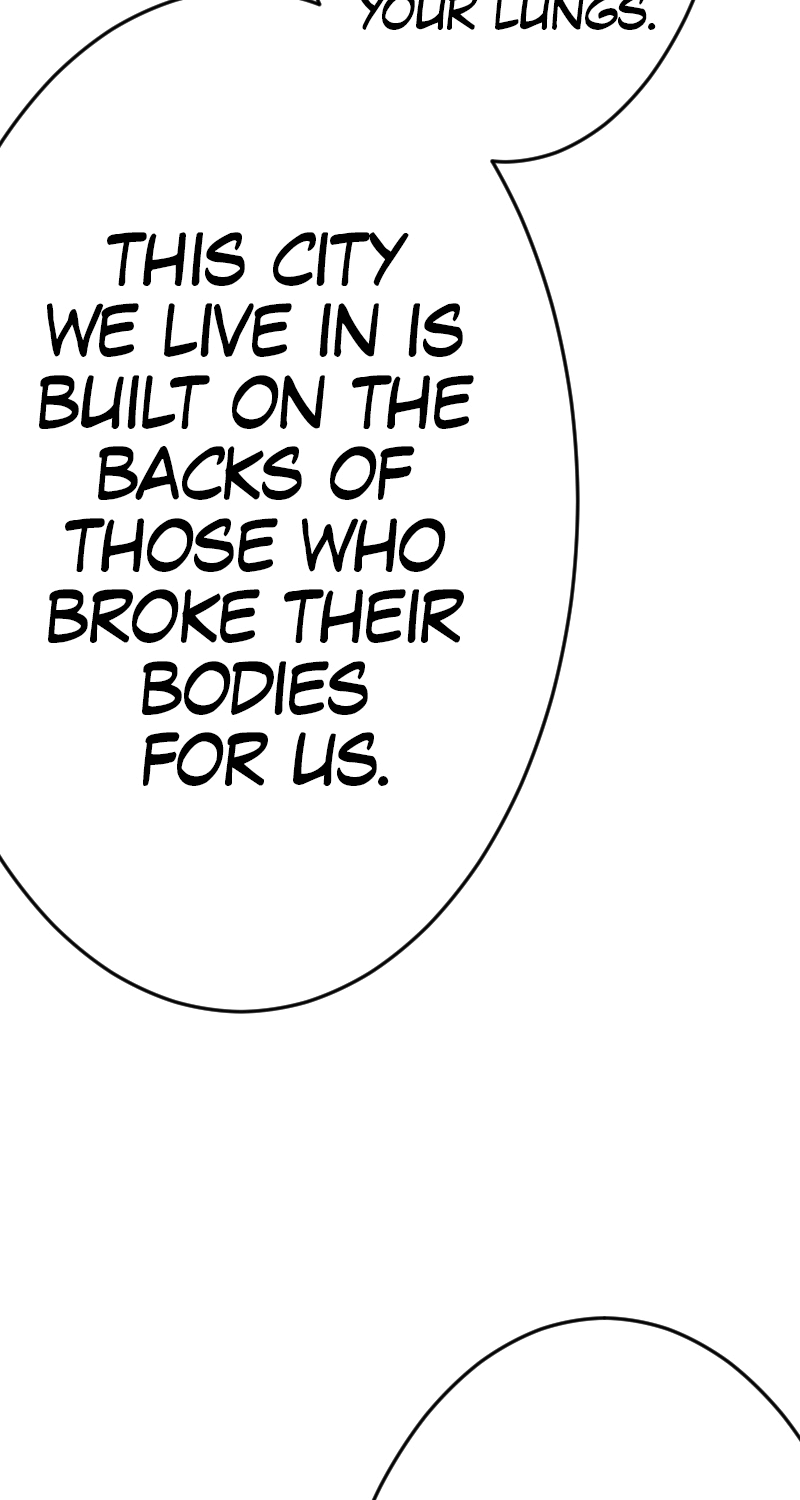 YOUR LUNGS.
THIS CITY
WE LIVE IN IS
BUILT ON THE
BACKS OF
THOSE WHO
BROKE THEIR
BODIES
FOR US.